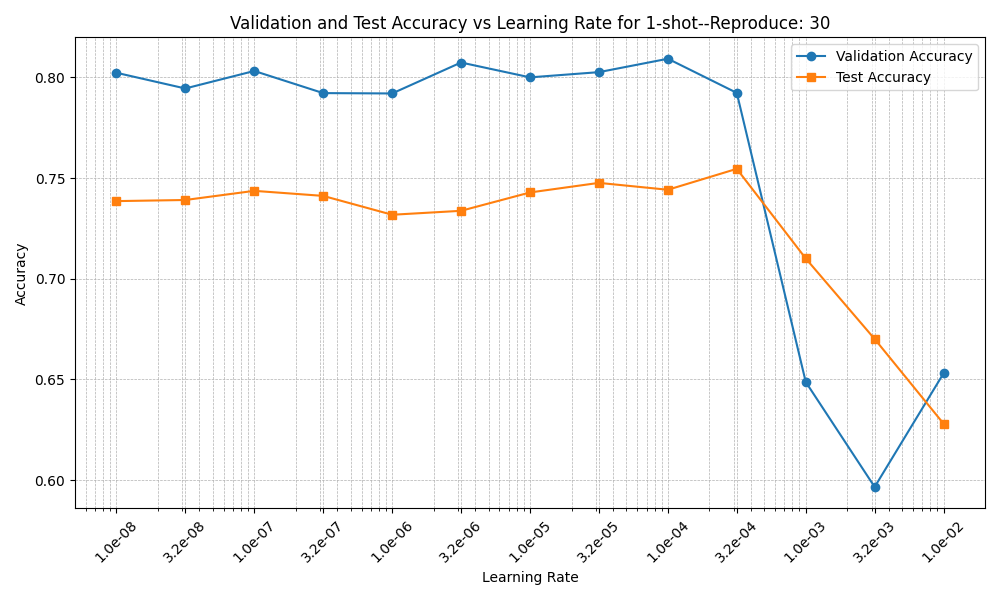 Validation and Test Accuracy vs Learning Rate for 1-shot--Reproduce: 30
Validation Accuracy
Test Accuracy
Accuracy
0.80
0.75
0.70
0.65
0.60
1.0e-08
3.2e-08
1.0e-07
3.2e-07
1.0e-06
3.2e-06
1.0e-05
3.2e-05
1.0e-04
3.2e-04
1.0e-03
3.2e-03
1.0e-02
Learning Rate